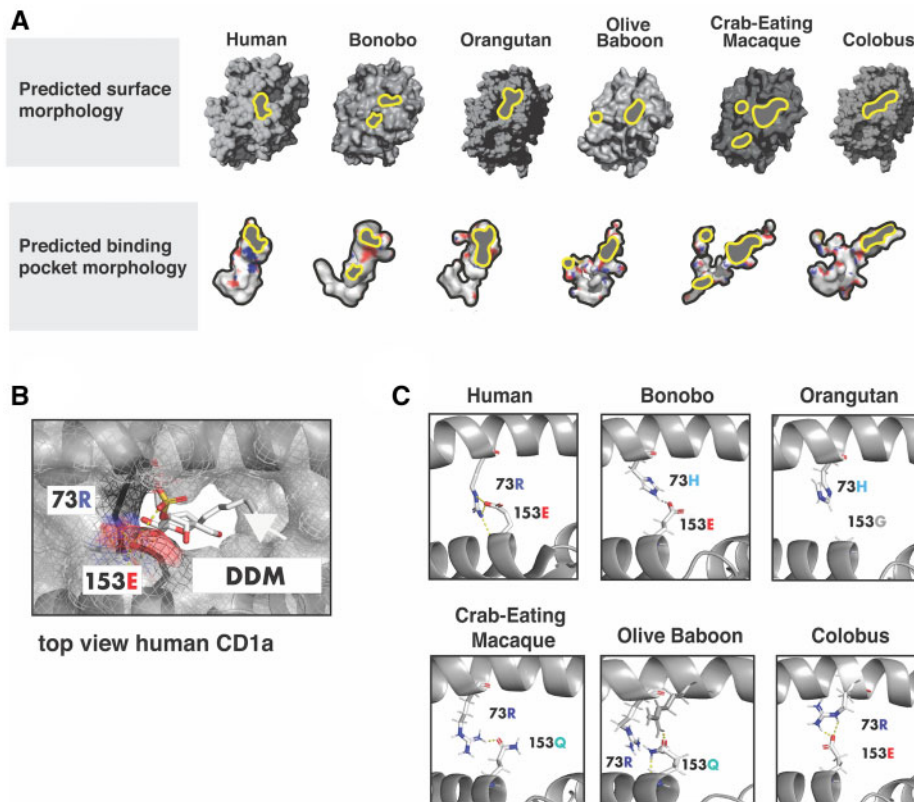 A
Human
Bonobo
Orangutan
Olive
Baboon
Crab-Eating
Macaque
Colobus
Predicted surface
morphology
Predicted binding
pocket morphology
B
73R
153E
DDM
top view human CD1a
C
Human
Bonobo
Orangutan
73R
153E
73H
153E
73H
153G
Crab-Eating
Macaque
Olive Baboon
Colobus
73R
153Q
73R
153Q
73R
153E